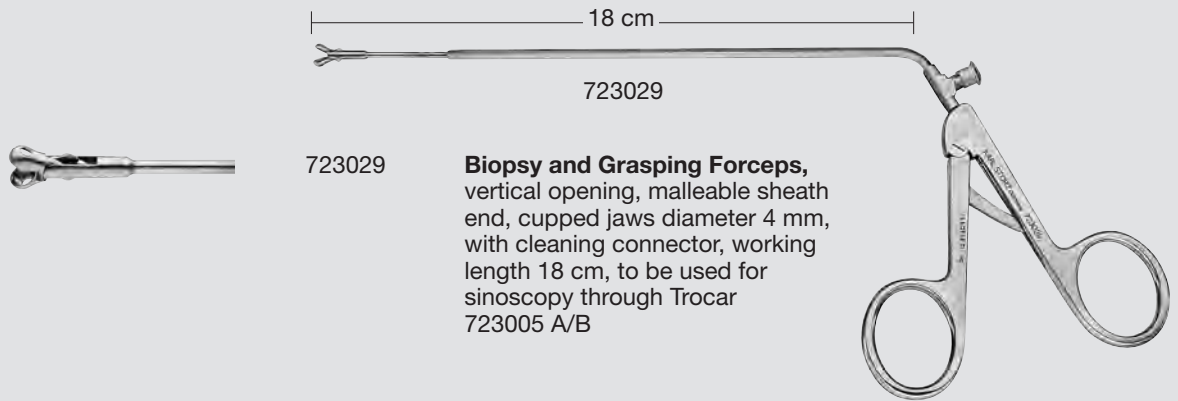 18 cm
723029
723029
Biopsy and Grasping Forceps,
vertical opening, malleable sheath
end, cupped jaws diameter 4 mm,
with cleaning connector, working
length 18 cm, to be used for
sinoscopy through Trocar
723005 A/B